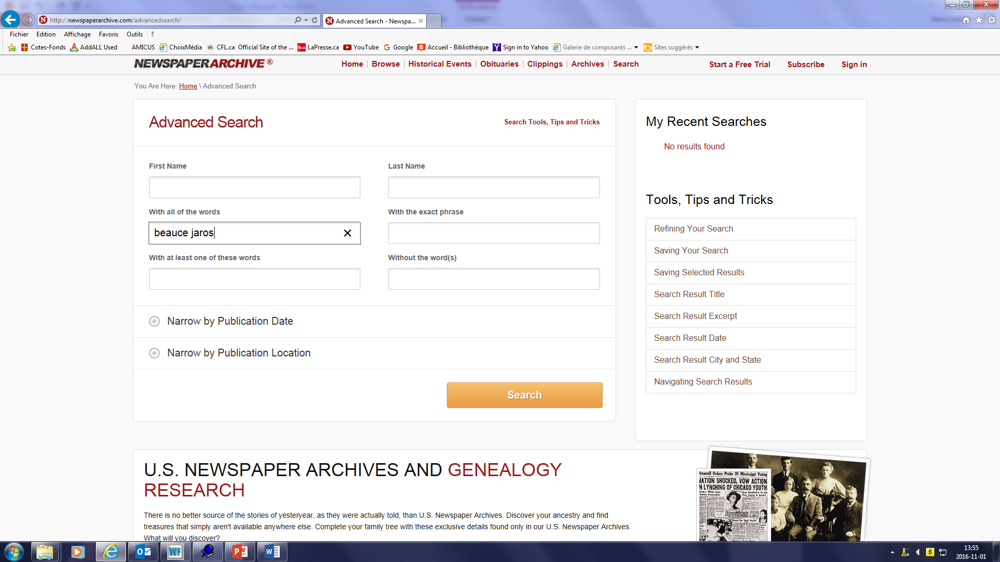 http://newspaperarchive.com/advancedsearch/
Advanced Search - Newspa...
Fichier Edition Affichage Favoris Outils ?
Cotes-Fonds AddALL Used AMICUS ChoixMédia CFL.ca Official Site of the ... LaPresse.ca YouTube Google Accueil - Bibliothèque Sign in to Yahoo Galerie de composants ... Sites suggérés
NEWSPAPERARCHIVE ® Home Browse Historical Events Obituaries Clippings Archives Search Start a Free Trial Subscribe Sign in
You Are Here: Home \ Advanced Search
Advanced Search
Search Tools, Tips and Tricks
First Name
Last Name
With all of the words
With the exact phrase
beauce jaros
With at least one of these words
Without the word(s)
Narrow by Publication Date
Narrow by Publication Location
Search
My Recent Searches
No results found
Tools, Tips and Tricks
Refining Your Search
Saving Your Search
Saving Selected Results
Search Result Title
Search Result Excerpt
Search Result Date
Search Result City and State
Navigating Search Results
U.S. NEWSPAPER ARCHIVES AND GENEALOGY
RESEARCH
There is no better source of the stories of yesteryear, as they were actually told, than U.S. Newspaper Archives. Discover your ancestry and find
treasures that simply aren't available anywhere else. Complete your family tree with these exclusive details found only in our U.S. Newspaper Archives.
What will you discover?
Brownell Orders Probe Of Mississippi Voting
NATION SHOCKED, VOW ACTION
IN LYNCHING OF CHICAGO YOUTH
5
13:55
2016-11-01